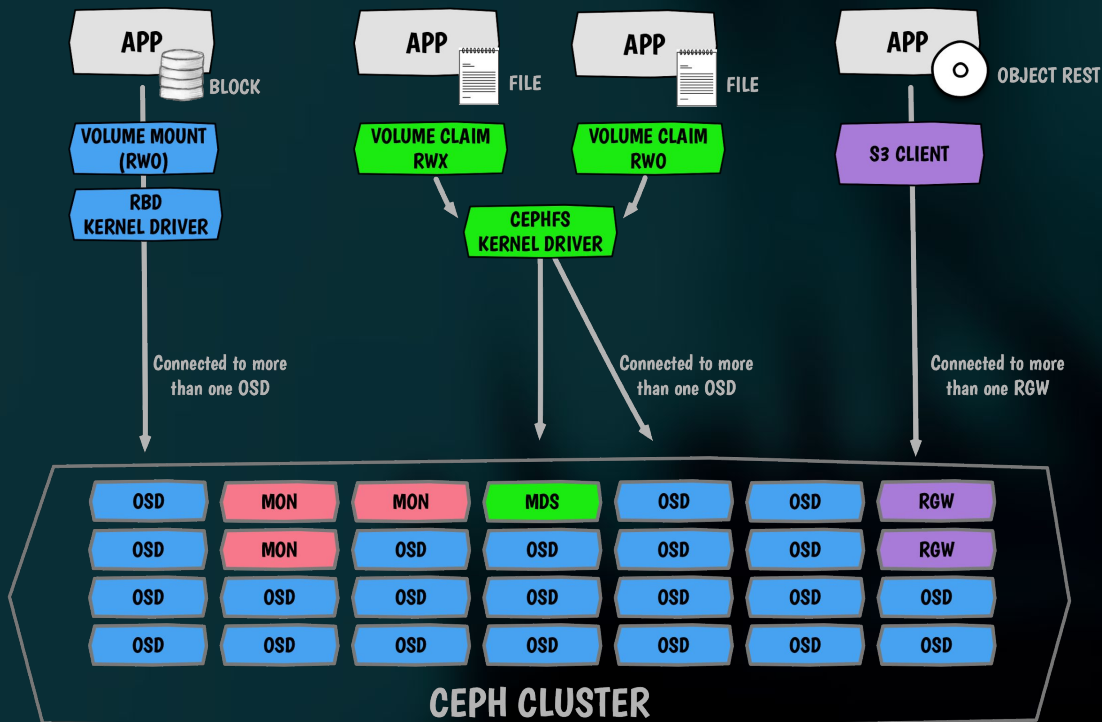 APP
BLOCK
VOLUME MOUNT
(RWO)
RBD
KERNEL DRIVER
Connected to more
than one OSD
APP
FILE
VOLUME CLAIM
RWX
APP
FILE
VOLUME CLAIM
RWO
CEPHFS
KERNEL DRIVER
Connected to more
than one OSD
APP
OBJECT REST
S3 CLIENT
Connected to more
than one RGW
OSD MON MON MDS OSD OSD RGW
OSD MON OSD OSD OSD OSD RGW
OSD OSD OSD OSD OSD OSD OSD
OSD OSD OSD OSD OSD OSD OSD
CEPH CLUSTER